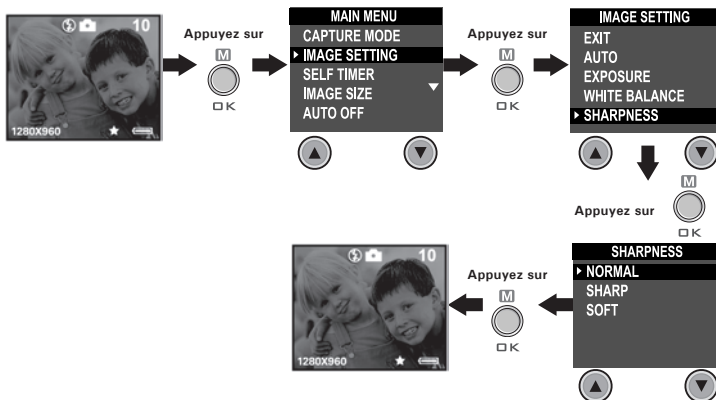 10
1280X960
Appuyez sur
M
OK
MAIN MENU
CAPTURE MODE
IMAGE SETTING
SELF TIMER
IMAGE SIZE
AUTO OFF
Appuyez sur
M
OK
IMAGE SETTING
EXIT
AUTO
EXPOSURE
WHITE BALANCE
SHARPNESS
Appuyez sur
M
OK
SHARPNESS
NORMAL
SHARP
SOFT
Appuyez sur
M
OK
10
1280X960